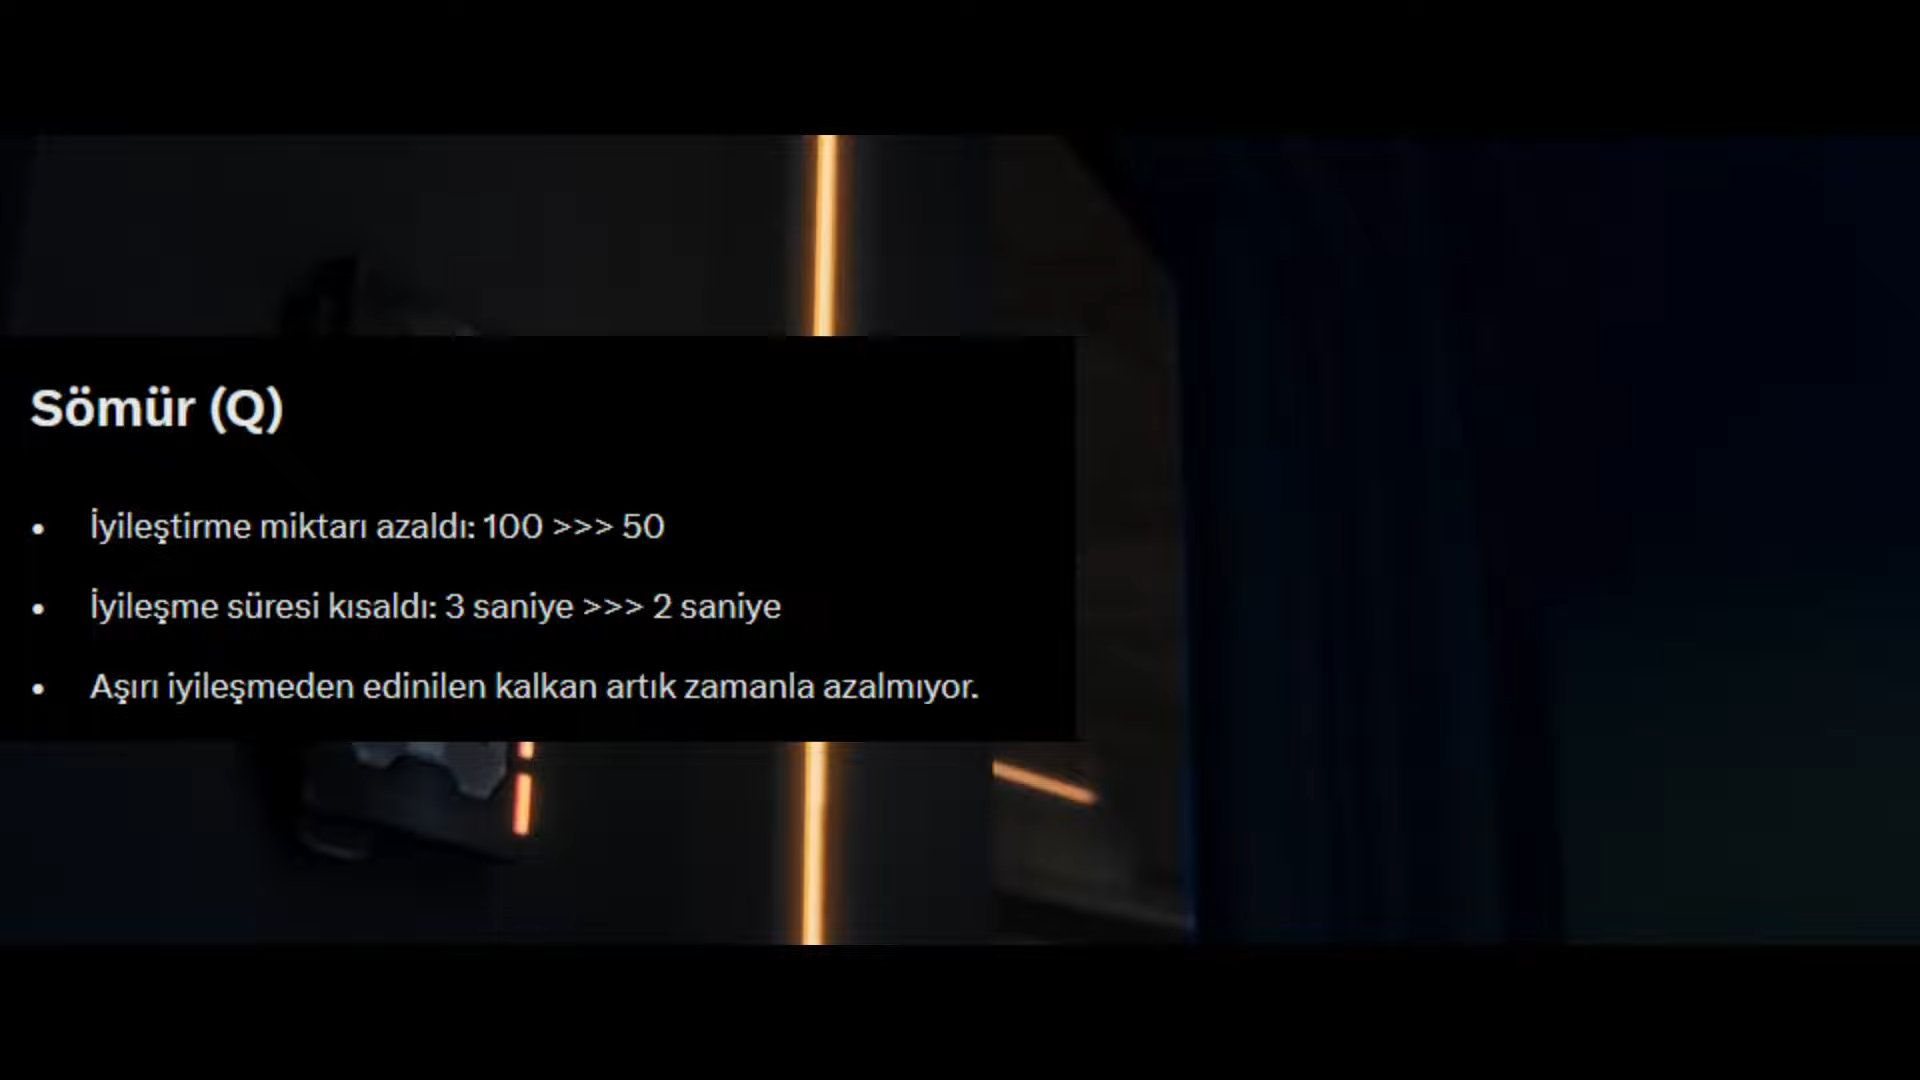 Sömür (Q)
• İyileştirme miktarı azaldı: 100 >>> 50
• İyileşme süresi kısaldı: 3 saniye >>> 2 saniye
• Aşırı iyileşmeden edinilen kalkan artık zamanla azalmıyor.